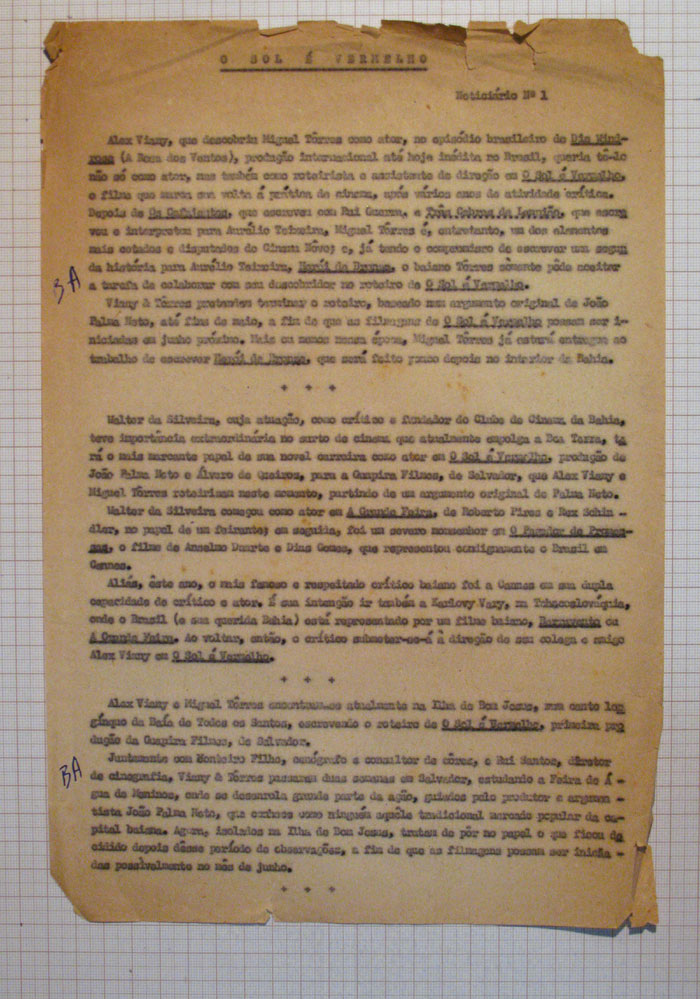 O SOL É VERMELHO
Noticiário Nº 1
Alex Viany, que descobriu Miguel Tôrres como ator, no episódio brasileiro de Die Wind-
rose (A Rosa dos Ventos), produção internacional até hoje inédita no Brasil, queria tê-lo
não só como ator, mas também como roteirista e assistente de direção em O Sol é Vermelho,
o filme que marca sua volta à prática de cinema, após vários anos de atividade crítica.
Depois de Os Cafajestes, que escreveu com Rui Guerra, e Três Cabras de Lampião, que escre
veu e interpretou para Aurélio Teixeira, Miguel Tôrres é, entretanto, um dos elementos
mais cotados e disputados do Cinema Nôvo; e, já tendo o compromisso de escrever uma segun
da história para Aurélio Teixeira, Herói de Bronze, o baiano Tôrres sòmente pôde aceitar
BA
a tarefa de colaborar com seu descobridor no roteiro de O Sol é Vermelho.
Viany & Tôrres pretendem terminar o roteiro, baseado num argumento original de João
Palma Neto, até fins de maio, a fim de que as filmagens de O Sol é Vermelho possam ser i-
niciadas em junho próximo. Mais ou menos nessa época, Miguel Tôrres já estará entregue ao
trabalho de escrever Herói de Bronze, que será feito pouco depois no interior da Bahia.
+ + +
Walter da Silveira, cuja atuação, como crítico e fundador do Clube de Cinema da Bahia,
teve importância extraordinária no surto de cinema que atualmente empolga a Boa Terra, te
rá o mais marcante papel de sua novel carreira como ator em O Sol é Vermelho, produção de
João Palma Neto e Álvaro de Queiroz, para a Guapira Filmes, de Salvador, que Alex Viany e
Miguel Tôrres roteirizam neste momento, partindo de um argumento original de Palma Neto.
Walter da Silveira começou como ator em A Grande Feira, de Roberto Pires e Rex Schin -
dler, no papel de um feirante; em seguida, foi um severo monsenhor em O Pagador de Promes-
sas, o filme de Anselmo Duarte e Dias Gomes, que representou condignamente o Brasil em
Cannes.
Aliás, êste ano, o mais famoso e respeitado crítico baiano foi a Cannes em sua dupla
capacidade de crítico e ator. É sua intenção ir também a Karlovy Vary, na Tchecoslováquia,
onde o Brasil (e sua querida Bahia) está representado por um filme baiano, Barravento ou
A Grande Feira. Ao voltar, então, o crítico submeter-se-á à direção de seu colega e amigo
Alex Viany em O Sol é Vermelho.
+ + +
Alex Viany e Miguel Tôrres encontram-se atualmente na Ilha de Bom Jesus, num canto lon
gínquo da Baía de Todos os Santos, escrevendo o roteiro de O Sol é Vermelho, primeira pro
dução da Guapira Filmes, de Salvador.
Juntamente com Monteiro Filho, cenógrafo e consultor de côres, e Rui Santos, diretor
BA
de cinegrafia, Viany & Tôrres passaram duas semanas em Salvador, estudando a Feira de Á -
gua de Meninos, onde se desenrola grande parte da ação, guiados pelo produtor e argumen -
tista João Palma Neto, que conhece como ninguém aquêle tradicional mercado popular da ca-
pital baiana. Agora, isolados na Ilha de Bom Jesus, tratam de pôr no papel o que ficou de
cidido depois dêsse período de observações, a fim de que as filmagens possam ser inicia -
das possìvelmente no mês de junho.
+ + +